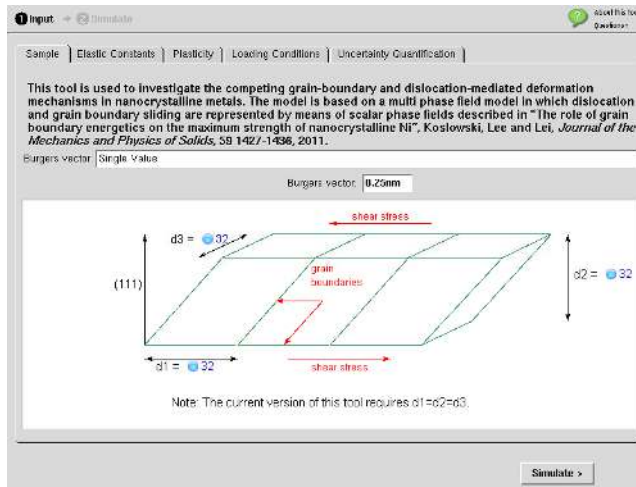 1 Input → 2 Simulate
About this tool
Questions?
Sample | Elastic Constants | Plasticity | Loading Conditions | Uncertainty Quantification
This tool is used to investigate the competing grain-boundary and dislocation-mediated deformation
mechanisms in nanocrystalline metals. The model is based on a multi phase field model in which dislocation
and grain boundary sliding are represented by means of scalar phase fields described in "The role of grain
boundary energetics on the maximum strength of nanocrystalline Ni", Koslowski, Lee and Lei, Journal of the
Mechanics and Physics of Solids, 59 1427-1436, 2011.
Burgers vector: Single Value
Burgers vector: 0.25nm
shear stress
d3 = 32
grain
boundaries
(111)
d2 = 32
d1 = 32
shear stress
Note: The current version of this tool requires d1=d2=d3.
Simulate >